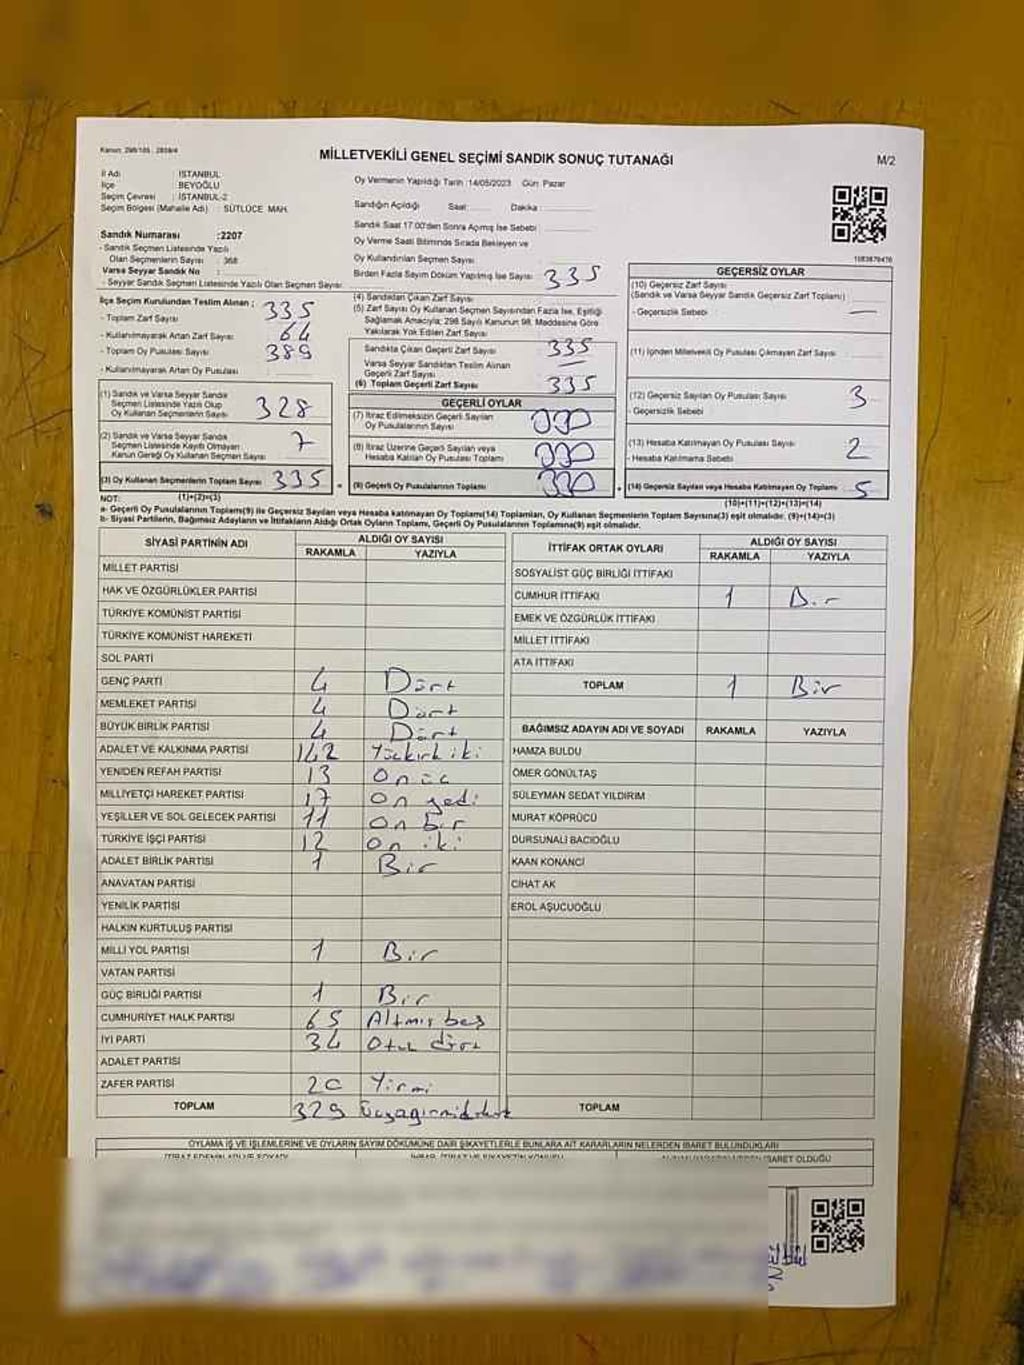 Kanun: 298/105, 2839/4
MİLLETVEKİLİ GENEL SEÇİMİ SANDIK SONUÇ TUTANAĞI
M/2
İl Adı : İSTANBUL
İlçe : BEYOĞLU
Seçim Çevresi : İSTANBUL-2
Seçim Bölgesi (Mahalle Adı) : SÜTLÜCE MAH.
Oy Vermenin Yapıldığı Tarih :14/05/2023 Gün: Pazar
Sandığın Açıldığı Saat: Dakika :
Sandık Saat 17.00'den Sonra Açmış İse Sebebi :
Oy Verme Saati Bitiminde Sırada Bekleyen ve
Oy Kullandırılan Seçmen Sayısı
Birden Fazla Sayım Döküm Yapılmış İse Sayısı 335
Sandık Numarası :2207
- Sandık Seçmen Listesinde Yazılı
Olan Seçmenlerin Sayısı : 368
Varsa Seyyar Sandık No :
- Seyyar Sandık Seçmen Listesinde Yazılı Olan Seçmen Sayısı
İlçe Seçim Kurulundan Teslim Alınan : 335
- Toplam Zarf Sayısı
- Kullanılmayarak Artan Zarf Sayısı 64
- Toplam Oy Pusulası Sayısı 389
- Kullanılmayarak Artan Oy Pusulası :
(4) Sandıktan Çıkan Zarf Sayısı
(5) Zarf Sayısı Oy Kullanan Seçmen Sayısından Fazla İse, Eşitliği
Sağlamak Amacıyla; 298 Sayılı Kanunun 98. Maddesine Göre
Yakılarak Yok Edilen Zarf Sayısı
Sandıkta Çıkan Geçerli Zarf Sayısı 335
Varsa Seyyar Sandıktan Teslim Alınan
Geçerli Zarf Sayısı
(6) Toplam Geçerli Zarf Sayısı 335
1083870470
GEÇERSİZ OYLAR
(10) Geçersiz Zarf Sayısı
(Sandık ve Varsa Seyyar Sandık Geçersiz Zarf Toplamı)
- Geçersizlik Sebebi : —
(11) İçinden Milletvekili Oy Pusulası Çıkmayan Zarf Sayısı
(12) Geçersiz Sayılan Oy Pusulası Sayısı 3
- Geçersizlik Sebebi
(13) Hesaba Katılmayan Oy Pusulası Sayısı 2
- Hesaba Katılmama Sebebi
(14) Geçersiz Sayılan veya Hesaba Katılmayan Oy Toplamı 5
(10)+(11)+(12)+(13)=(14)
(1) Sandık ve Varsa Seyyar Sandık
Seçmen Listesinde Yazılı Olup
Oy Kullanan Seçmenlerin Sayısı 328
(2) Sandık ve Varsa Seyyar Sandık
Seçmen Listesinde Kayıtlı Olmayan
Kanun Gereği Oy Kullanan Seçmen Sayısı 7
(3) Oy Kullanan Seçmenlerin Toplam Sayısı 335 =
(1)+(2)=(3)
GEÇERLİ OYLAR
(7) İtiraz Edilmeksizin Geçerli Sayılan
Oy Pusulalarının Sayısı
(8) İtiraz Üzerine Geçerli Sayılan veya
Hesaba Katılan Oy Pusulası Toplamı
(9) Geçerli Oy Pusulalarının Toplamı +
NOT:
a- Geçerli Oy Pusulalarının Toplamı(9) ile Geçersiz Sayılan veya Hesaba katılmayan Oy Toplamı(14) Toplamları, Oy Kullanan Seçmenlerin Toplam Sayısına(3) eşit olmalıdır. (9)+(14)=(3)
b- Siyasi Partilerin, Bağımsız Adayların ve İttifakların Aldığı Ortak Oyların Toplamı, Geçerli Oy Pusulalarının Toplamına(9) eşit olmalıdır.
SİYASİ PARTİNİN ADI ALDIĞI OY SAYISI
RAKAMLA YAZIYLA
MİLLET PARTİSİ
HAK VE ÖZGÜRLÜKLER PARTİSİ
TÜRKİYE KOMÜNİST PARTİSİ
TÜRKİYE KOMÜNİST HAREKETİ
SOL PARTİ
GENÇ PARTİ 4 Dört
MEMLEKET PARTİSİ 4 Dört
BÜYÜK BİRLİK PARTİSİ 4 Dört
ADALET VE KALKINMA PARTİSİ 142 Yüzkırk iki
YENİDEN REFAH PARTİSİ 13 On üç
MİLLİYETÇİ HAREKET PARTİSİ 17 On yedi
YEŞİLLER VE SOL GELECEK PARTİSİ 11 On bir
TÜRKİYE İŞÇİ PARTİSİ 12 On iki
ADALET BİRLİK PARTİSİ 1 Bir
ANAVATAN PARTİSİ
YENİLİK PARTİSİ
HALKIN KURTULUŞ PARTİSİ
MİLLİ YOL PARTİSİ 1 Bir
VATAN PARTİSİ
GÜÇ BİRLİĞİ PARTİSİ 1 Bir
CUMHURİYET HALK PARTİSİ 65 Altmış beş
İYİ PARTİ 34 Otuz dört
ADALET PARTİSİ
ZAFER PARTİSİ 20 Yirmi
TOPLAM 329 Üçyüzyirmidokuz
İTTİFAK ORTAK OYLARI ALDIĞI OY SAYISI
RAKAMLA YAZIYLA
SOSYALİST GÜÇ BİRLİĞİ İTTİFAKI
CUMHUR İTTİFAKI 1 Bir
EMEK VE ÖZGÜRLÜK İTTİFAKI
MİLLET İTTİFAKI
ATA İTTİFAKI
TOPLAM 1 Bir
BAĞIMSIZ ADAYIN ADI VE SOYADI RAKAMLA YAZIYLA
HAMZA BULDU
ÖMER GÖNÜLTAŞ
SÜLEYMAN SEDAT YILDIRIM
MURAT KÖPRÜCÜ
DURSUNALİ BACIOĞLU
KAAN KONANCİ
CİHAT AK
EROL AŞUCUOĞLU
TOPLAM
OYLAMA İŞ VE İŞLEMLERİNE VE OYLARIN SAYIM DÖKÜMÜNE DAİR ŞİKAYETLERLE BUNLARA AİT KARARLARIN NELERDEN İBARET BULUNDUKLARI